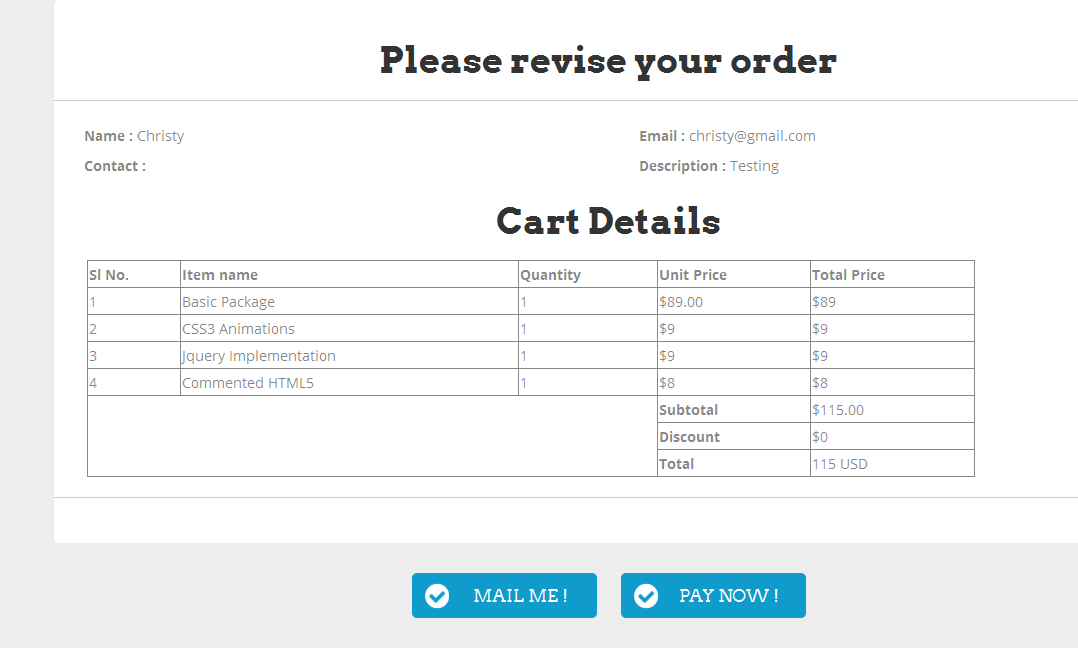 Please revise your order
Name : Christy
Email : christy@gmail.com
Contact :
Description : Testing
Cart Details
Sl No. Item name Quantity Unit Price Total Price
1 Basic Package 1 $89.00 $89
2 CSS3 Animations 1 $9 $9
3 Jquery Implementation 1 $9 $9
4 Commented HTML5 1 $8 $8
Subtotal $115.00
Discount $0
Total 115 USD
MAIL ME !
PAY NOW !